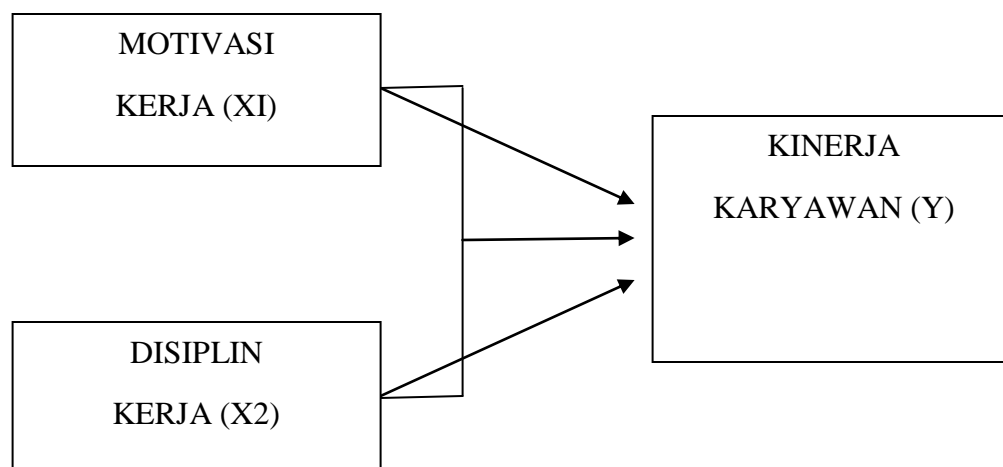 MOTIVASI
KERJA (XI)
KINERJA
KARYAWAN (Y)
DISIPLIN
KERJA (X2)